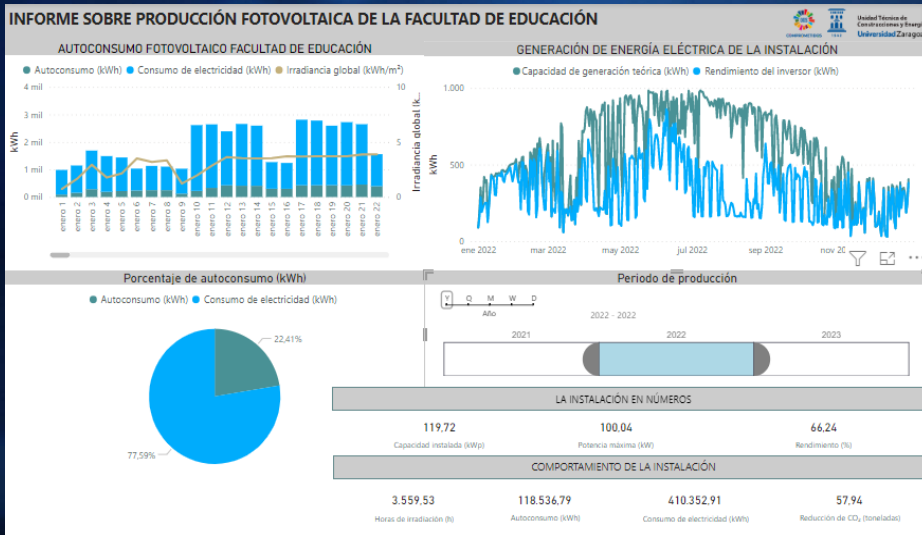 INFORME SOBRE PRODUCCIÓN FOTOVOLTAICA DE LA FACULTAD DE EDUCACIÓN
Unidad Técnica de
Construcciones y Energía
Universidad Zaragoza
AUTOCONSUMO FOTOVOLTAICO FACULTAD DE EDUCACIÓN
Autoconsumo (kWh) Consumo de electricidad (kWh) Irradiancia global (kWh/m²)
4 mil
3 mil
2 mil
1 mil
0 mil
kWh
10
5
0
Irradiancia global (k...
enero 1
enero 2
enero 3
enero 4
enero 5
enero 6
enero 7
enero 8
enero 9
enero 10
enero 11
enero 12
enero 13
enero 14
enero 15
enero 16
enero 17
enero 18
enero 19
enero 20
enero 21
enero 22
GENERACIÓN DE ENERGÍA ELÉCTRICA DE LA INSTALACIÓN
Capacidad de generación teórica (kWh) Rendimiento del inversor (kWh)
1.000
500
0
kWh
ene 2022 mar 2022 may 2022 jul 2022 sep 2022 nov 20
Porcentaje de autoconsumo (kWh)
Autoconsumo (kWh) Consumo de electricidad (kWh)
22,41%
77,59%
Periodo de producción
Y Q M W D
Año
2022 - 2022
2021 2022 2023
LA INSTALACIÓN EN NÚMEROS
119,72 100,04 66,24
Capacidad instalada (kWp) Potencia máxima (kW) Rendimiento (%)
COMPORTAMIENTO DE LA INSTALACIÓN
3.559,53 118.536,79 410.352,91 57,94
Horas de irradiación (h) Autoconsumo (kWh) Consumo de electricidad (kWh) Reducción de CO₂ (toneladas)